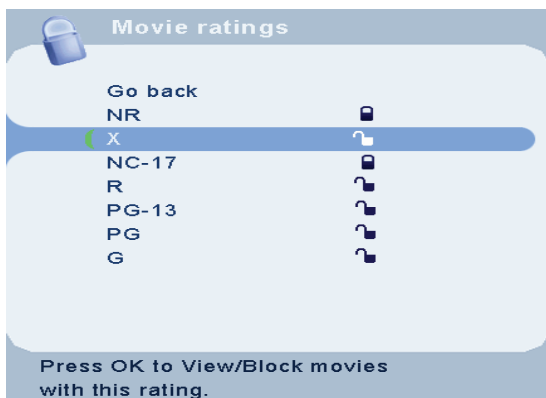 Movie ratings
Go back
NR
X
NC-17
R
PG-13
PG
G
Press OK to View/Block movies
with this rating.